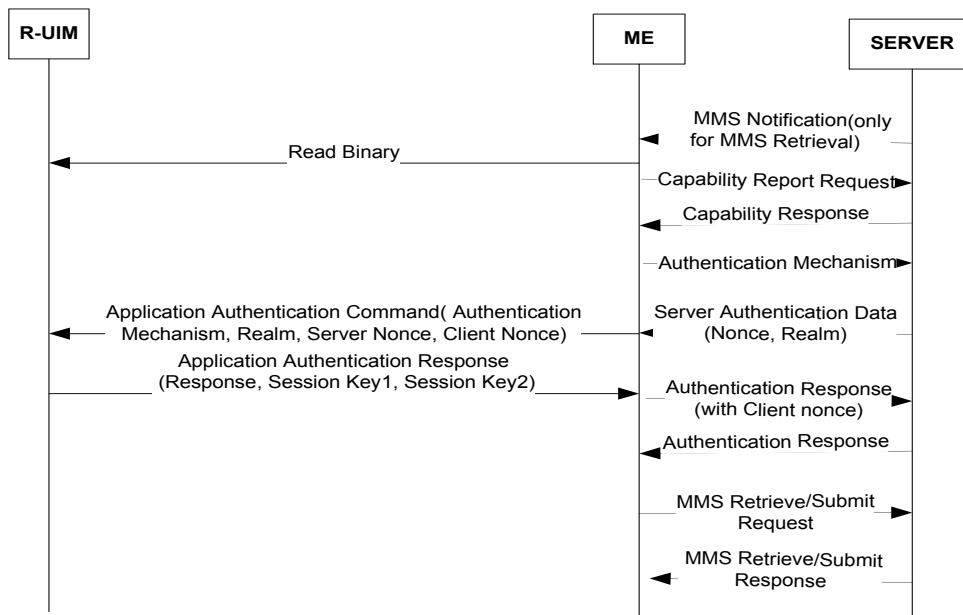 R-UIM
ME
SERVER
MMS Notification(only
for MMS Retrieval)
Read Binary
Capability Report Request
Capability Response
Authentication Mechanism
Application Authentication Command( Authentication
Mechanism, Realm, Server Nonce, Client Nonce)
Server Authentication Data
(Nonce, Realm)
Application Authentication Response
(Response, Session Key1, Session Key2)
Authentication Response
(with Client nonce)
Authentication Response
MMS Retrieve/Submit
Request
MMS Retrieve/Submit
Response